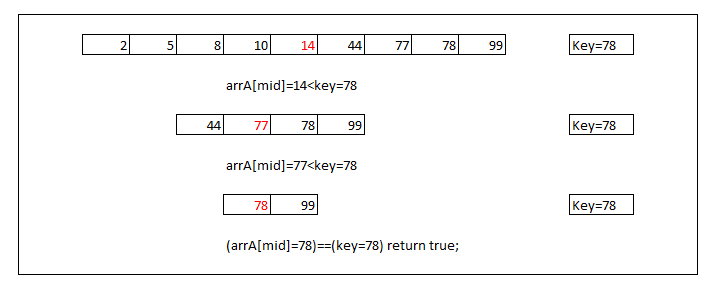 2 5 8 10 14 44 77 78 99 Key=78
arrA[mid]=14<key=78
44 77 78 99 Key=78
arrA[mid]=77<key=78
78 99 Key=78
(arrA[mid]=78)==(key=78) return true;